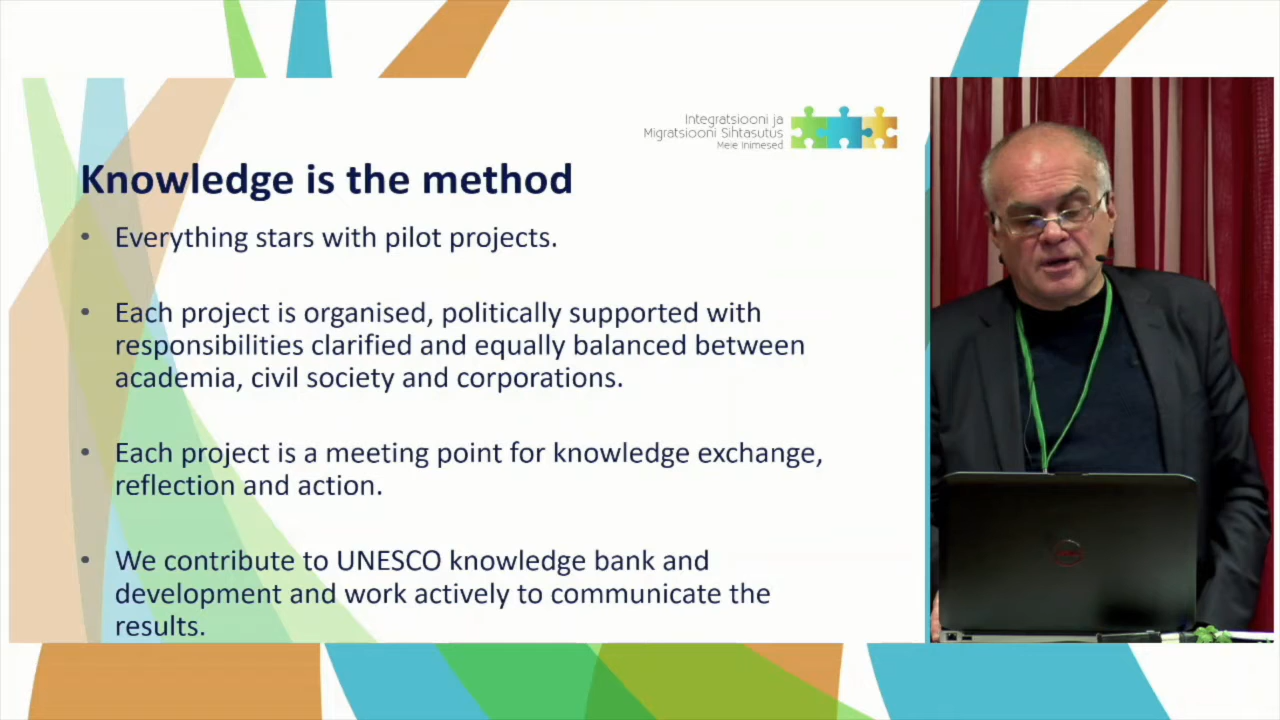 Integratsiooni ja
Migratsiooni Sihtasutus
Meie Inimesed
Knowledge is the method
• Everything stars with pilot projects.
• Each project is organised, politically supported with
responsibilities clarified and equally balanced between
academia, civil society and corporations.
• Each project is a meeting point for knowledge exchange,
reflection and action.
• We contribute to UNESCO knowledge bank and
development and work actively to communicate the
results.